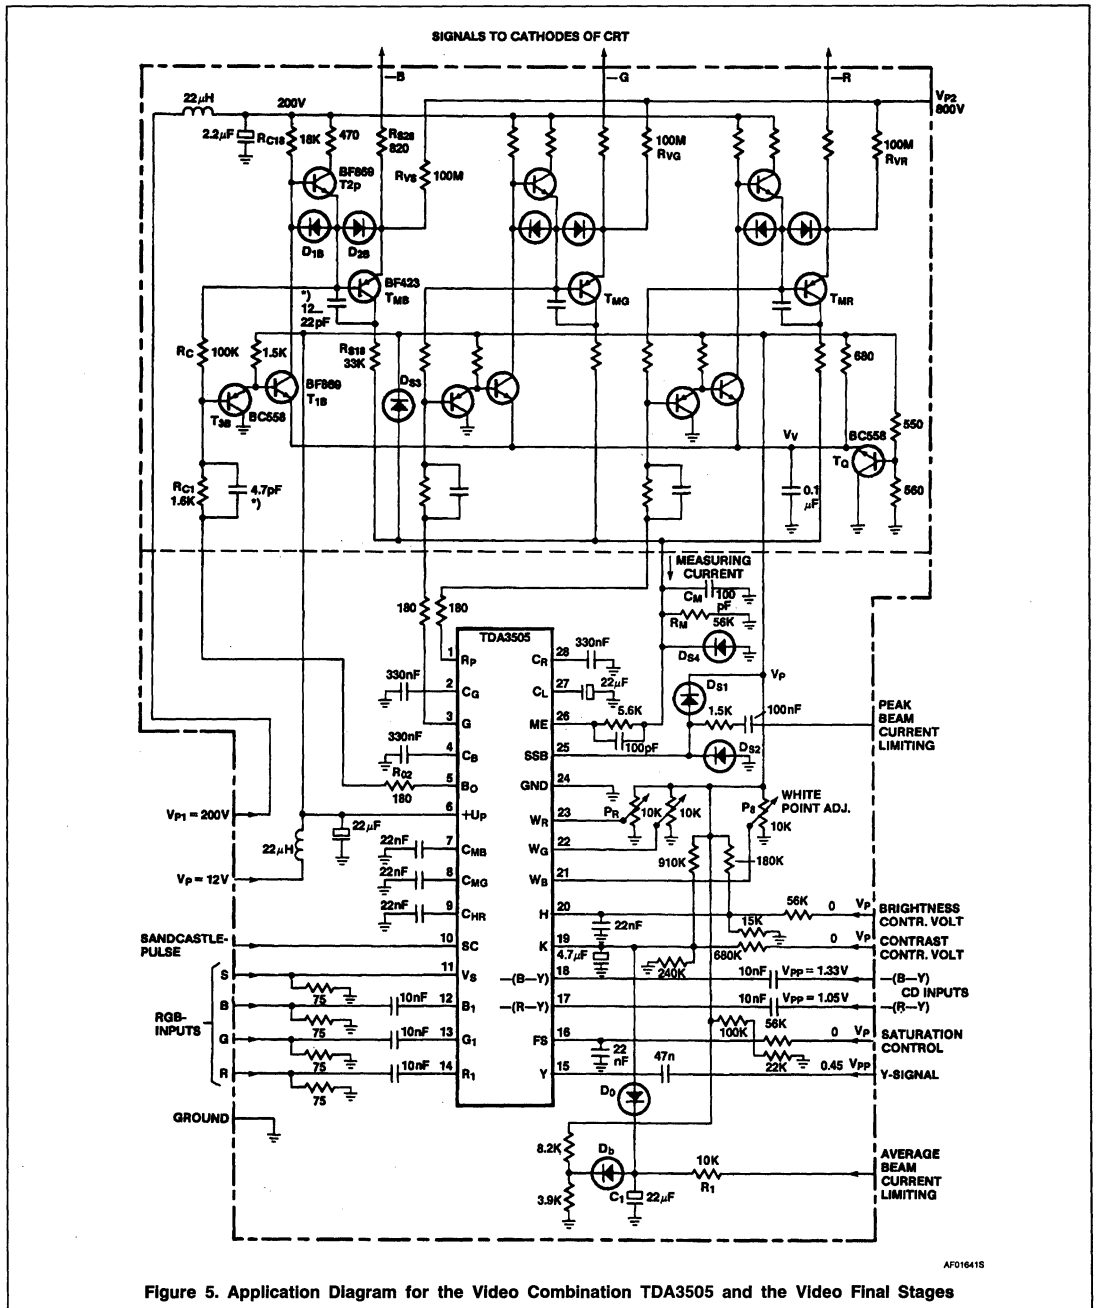 SIGNALS TO CATHODES OF CRT
—B
—G
—R
22µH
200V
VP2
800V
2.2µF
RC1B
18K
470
RS2B
820
100M
RVG
100M
RVR
BF869
T2p
RVS
100M
D1B
D2B
BF423
TMB
TMG
TMR
*)
12—
22pF
RC
100K
1.5K
RS1B
33K
680
BF869
T1B
DS3
T3B
BC558
VV
BC558
550
TQ
RC1
1.6K
4.7pF
*)
0.1
µF
560
MEASURING
CURRENT
CM
100
pF
180
180
RM
56K
TDA3505
330nF
DS4
1
RP
CR
28
VP
330nF
2
CG
CL
27
22µF
DS1
5.6K
1.5K
100nF
3
G
ME
26
PEAK
BEAM
CURRENT
LIMITING
330nF
100pF
4
CB
SSB
25
DS2
RO2
5
BO
GND
24
180
WHITE
POINT ADJ.
VP1 = 200V
6
+UP
WR
23
PR
10K
10K
P8
10K
22µF
22µH
22nF
7
CMB
WG
22
910K
180K
VP = 12V
22nF
8
CMG
WB
21
22nF
9
CHR
H
20
22nF
56K
0
VP
BRIGHTNESS
CONTR. VOLT
15K
SANDCASTLE-
PULSE
10
SC
K
19
4.7µF
680K
0
VP
CONTRAST
CONTR. VOLT
240K
S
11
VS
—(B—Y)
18
10nF
VPP = 1.33V
—(B—Y)
75
CD INPUTS
RGB-
INPUTS
B
10nF
12
B1
—(R—Y)
17
10nF
VPP = 1.05V
—(R—Y)
75
100K
56K
G
10nF
13
G1
FS
16
0
VP
SATURATION
CONTROL
75
22
nF
22K
R
10nF
14
R1
Y
15
47n
0.45
VPP
Y-SIGNAL
75
DO
GROUND
8.2K
Db
10K
R1
AVERAGE
BEAM
CURRENT
LIMITING
3.9K
C1
22µF
AF01641S
Figure 5. Application Diagram for the Video Combination TDA3505 and the Video Final Stages